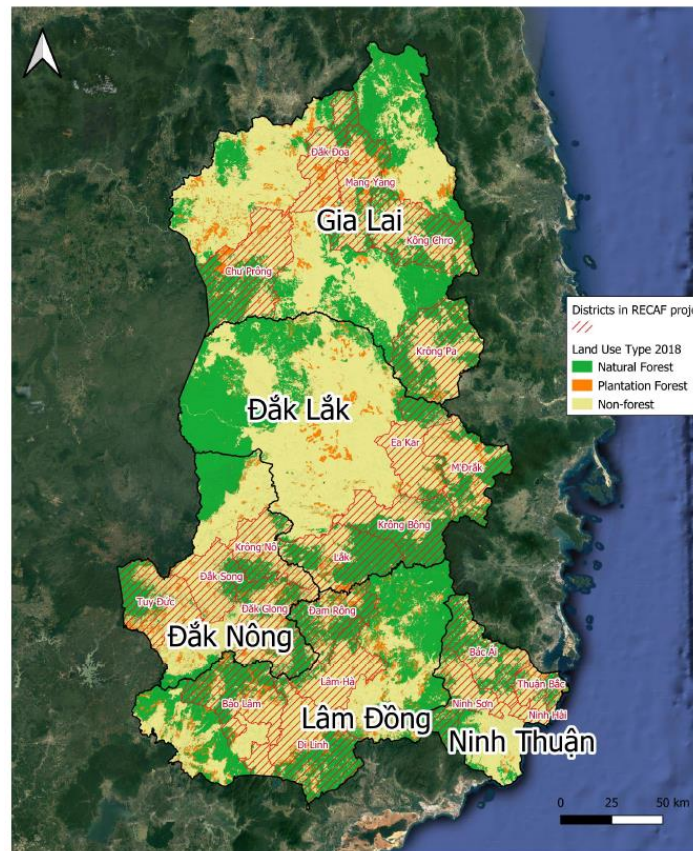 Đắk Đoa
Mang Yang
Gia Lai
Kông Chro
Chư Prông
Krông Pa
Districts in RECAF proje
Land Use Type 2018
Natural Forest
Plantation Forest
Non-forest
Đắk Lắk
Ea Kar
M'Đrắk
Krông Bông
Krông Nô
Lắk
Đắk Song
Tuy Đức
Đăk Glong
Đam Rông
Đắk Nông
Bác Ái
Lâm Hà
Thuận Bắc
Bảo Lâm
Ninh Sơn
Lâm Đồng
Ninh Hải
Di Linh
Ninh Thuận
0 25 50 km